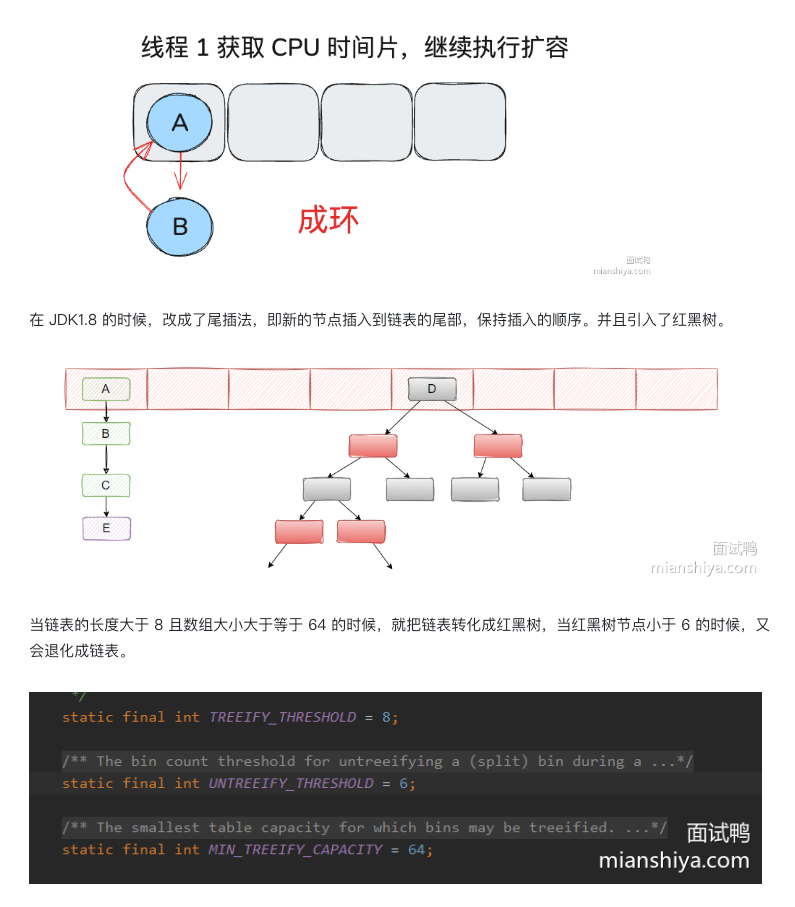 线程 1 获取 CPU 时间片，继续执行扩容
A
B
成环
面试鸭
mianshiya.com
在 JDK1.8 的时候，改成了尾插法，即新的节点插入到链表的尾部，保持插入的顺序。并且引入了红黑树。
A
D
B
C
E
面试鸭
mianshiya.com
当链表的长度大于 8 且数组大小大于等于 64 的时候，就把链表转化成红黑树，当红黑树节点小于 6 的时候，又
会退化成链表。
*/
static final int TREEIFY_THRESHOLD = 8;
/** The bin count threshold for untreeifying a (split) bin during a ...*/
static final int UNTREEIFY_THRESHOLD = 6;
/** The smallest table capacity for which bins may be treeified. ...*/
static final int MIN_TREEIFY_CAPACITY = 64;
面试鸭
mianshiya.com